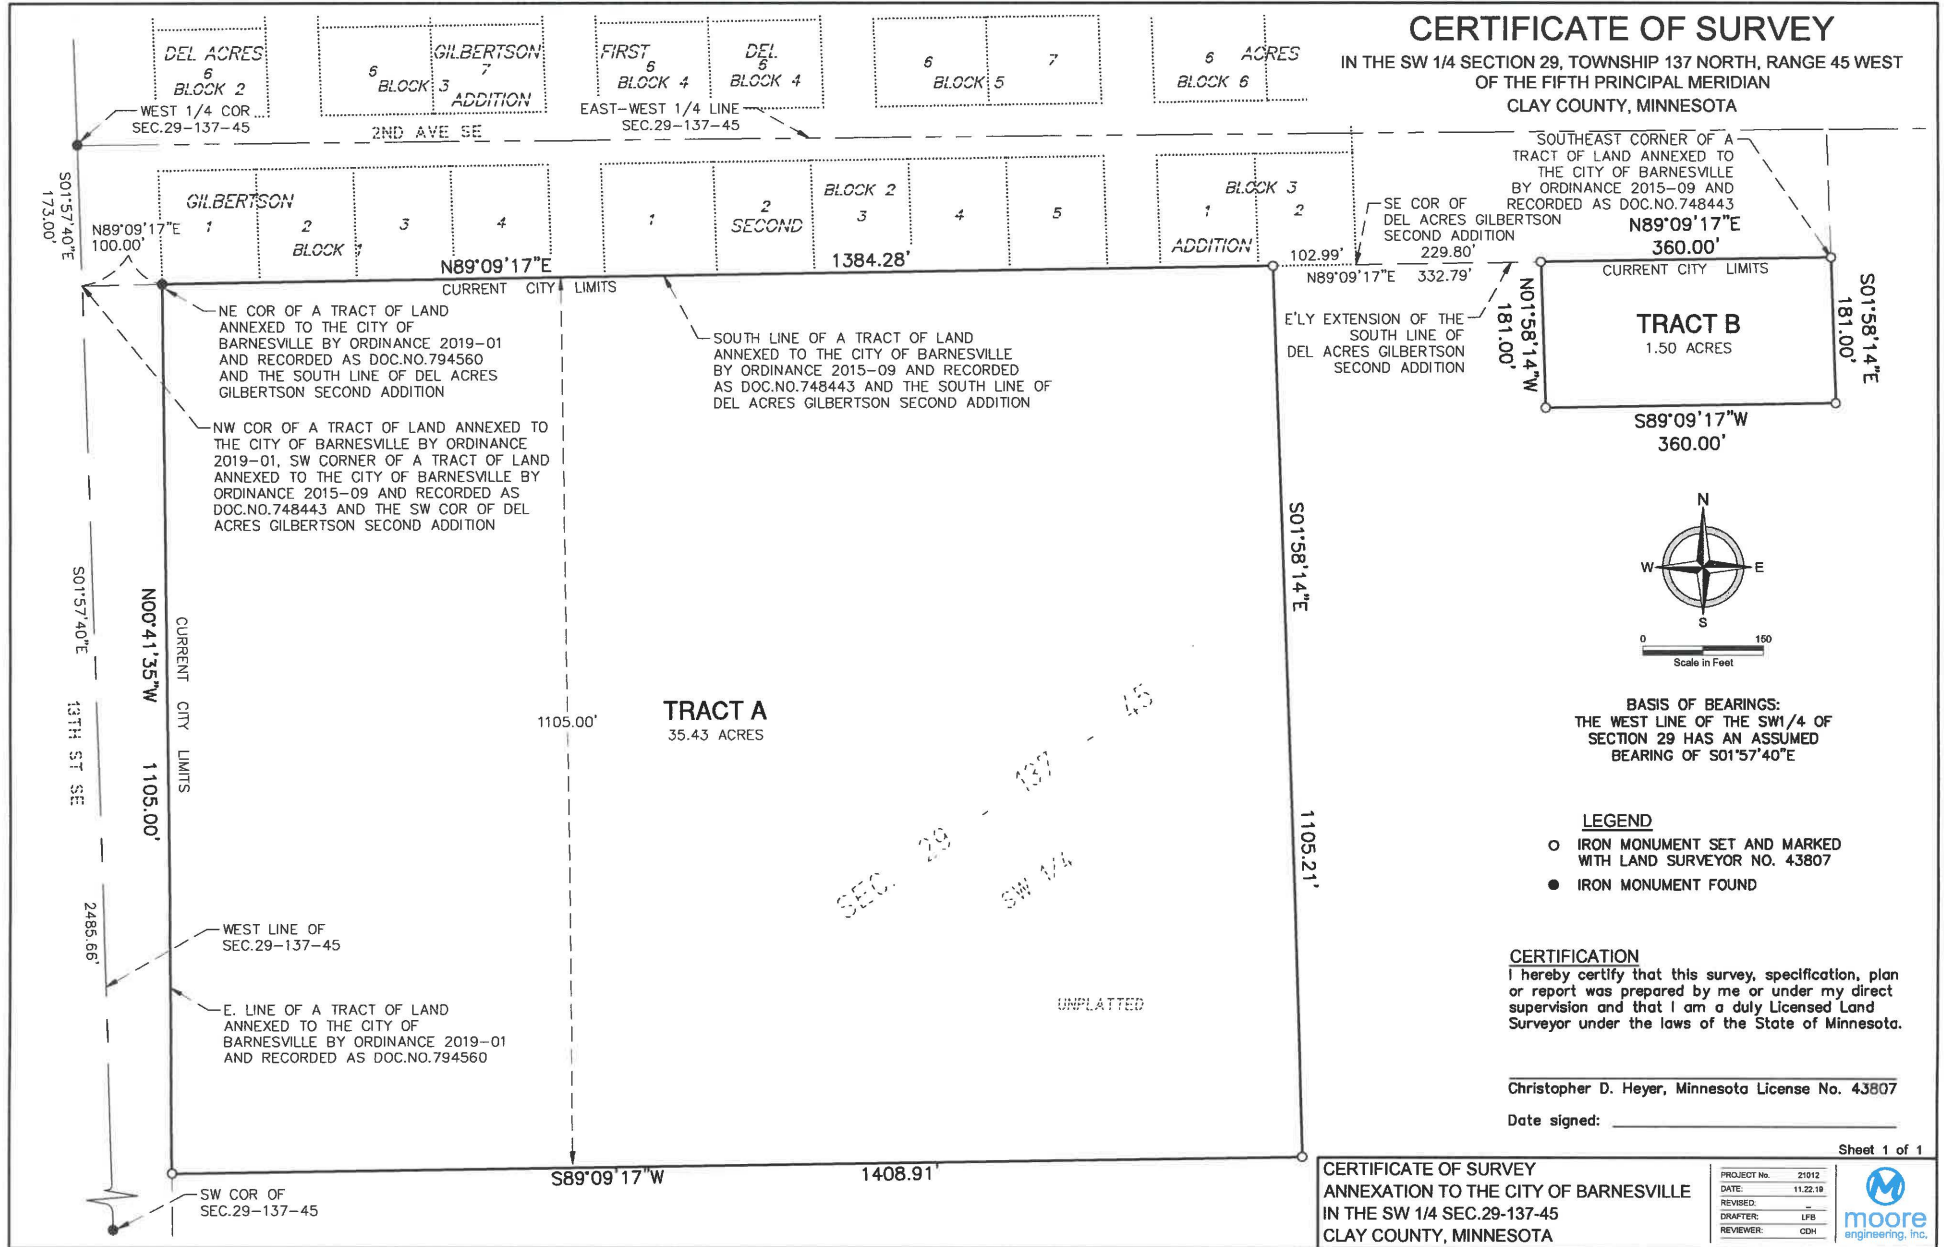 CERTIFICATE OF SURVEY
IN THE SW 1/4 SECTION 29, TOWNSHIP 137 NORTH, RANGE 45 WEST
OF THE FIFTH PRINCIPAL MERIDIAN
CLAY COUNTY, MINNESOTA
DEL ACRES
6
BLOCK 2
6
BLOCK 3
GILBERTSON
7
ADDITION
FIRST
6
BLOCK 4
DEL
6
BLOCK 4
6
BLOCK 5
7
6
BLOCK 6
ACRES
WEST 1/4 COR
SEC.29-137-45
2ND AVE SE
EAST-WEST 1/4 LINE
SEC.29-137-45
S01°57'40"E
173.00'
N89°09'17"E
100.00'
GILBERTSON
1
2
BLOCK 1
3
4
1
2
SECOND
BLOCK 2
3
4
5
BLOCK 3
1
2
ADDITION
SOUTHEAST CORNER OF A
TRACT OF LAND ANNEXED TO
THE CITY OF BARNESVILLE
BY ORDINANCE 2015-09 AND
RECORDED AS DOC.NO.748443
SE COR OF
DEL ACRES GILBERTSON
SECOND ADDITION
N89°09'17"E
1384.28'
CURRENT CITY LIMITS
102.99'
229.80'
N89°09'17"E 332.79'
N89°09'17"E
360.00'
CURRENT CITY LIMITS
N01°58'14"W
181.00'
TRACT B
1.50 ACRES
S01°58'14"E
181.00'
S89°09'17"W
360.00'
E'LY EXTENSION OF THE
SOUTH LINE OF
DEL ACRES GILBERTSON
SECOND ADDITION
NE COR OF A TRACT OF LAND
ANNEXED TO THE CITY OF
BARNESVILLE BY ORDINANCE 2019-01
AND RECORDED AS DOC.NO.794560
AND THE SOUTH LINE OF DEL ACRES
GILBERTSON SECOND ADDITION
SOUTH LINE OF A TRACT OF LAND
ANNEXED TO THE CITY OF BARNESVILLE
BY ORDINANCE 2015-09 AND RECORDED
AS DOC.NO.748443 AND THE SOUTH LINE OF
DEL ACRES GILBERTSON SECOND ADDITION
NW COR OF A TRACT OF LAND ANNEXED TO
THE CITY OF BARNESVILLE BY ORDINANCE
2019-01, SW CORNER OF A TRACT OF LAND
ANNEXED TO THE CITY OF BARNESVILLE BY
ORDINANCE 2015-09 AND RECORDED AS
DOC.NO.748443 AND THE SW COR OF DEL
ACRES GILBERTSON SECOND ADDITION
S01°57'40"E
13TH ST SE
2485.66'
N00°41'35"W 1105.00'
CURRENT CITY LIMITS
1105.00'
TRACT A
35.43 ACRES
SEC. 29 - 137 - 45
SW 1/4
UNPLATTED
S01°58'14"E
1105.21'
WEST LINE OF
SEC.29-137-45
E. LINE OF A TRACT OF LAND
ANNEXED TO THE CITY OF
BARNESVILLE BY ORDINANCE 2019-01
AND RECORDED AS DOC.NO.794560
SW COR OF
SEC.29-137-45
S89°09'17"W
1408.91'
N
W
E
S
0 150
Scale in Feet
BASIS OF BEARINGS:
THE WEST LINE OF THE SW1/4 OF
SECTION 29 HAS AN ASSUMED
BEARING OF S01°57'40"E
LEGEND
IRON MONUMENT SET AND MARKED
WITH LAND SURVEYOR NO. 43807
IRON MONUMENT FOUND
CERTIFICATION
I hereby certify that this survey, specification, plan
or report was prepared by me or under my direct
supervision and that I am a duly Licensed Land
Surveyor under the laws of the State of Minnesota.
Christopher D. Heyer, Minnesota License No. 43807
Date signed:
Sheet 1 of 1
CERTIFICATE OF SURVEY
ANNEXATION TO THE CITY OF BARNESVILLE
IN THE SW 1/4 SEC.29-137-45
CLAY COUNTY, MINNESOTA
PROJECT No. 21012
DATE: 11.22.19
REVISED: –
DRAFTER: LFB
REVIEWER: CDH
moore
engineering, inc.